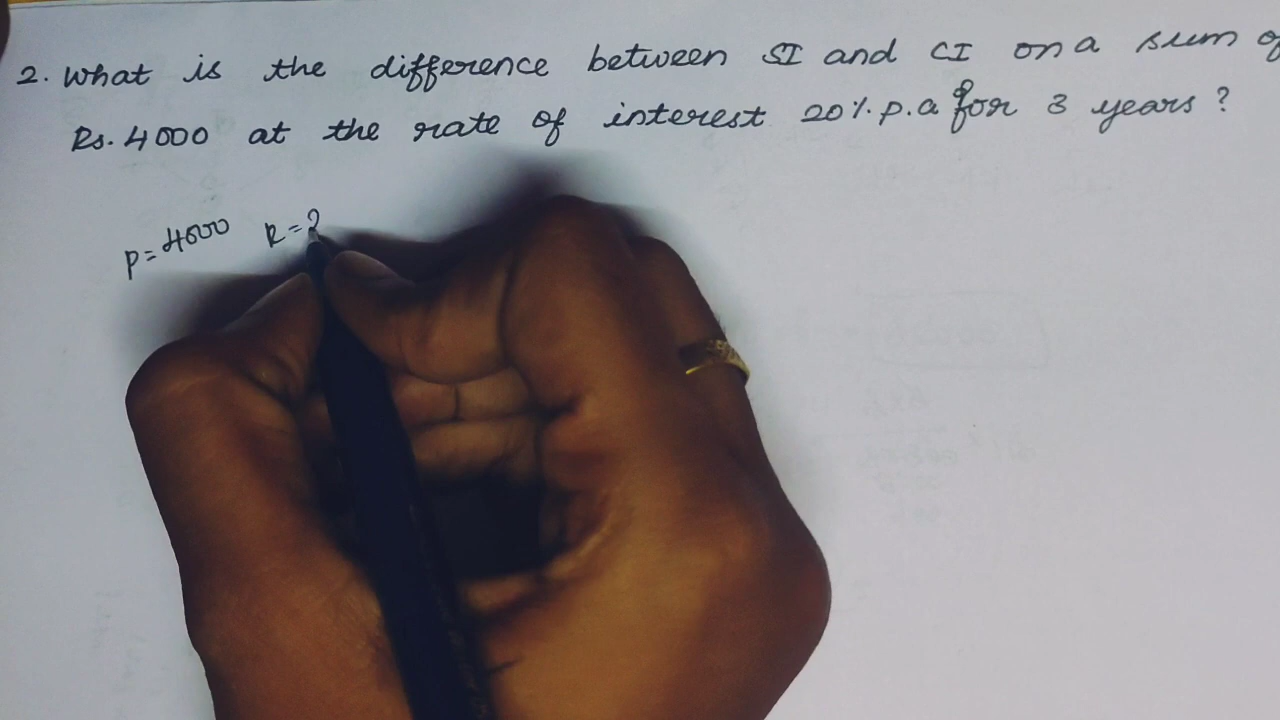 2. What is the difference between SI and CI on a sum of
Rs. 4000 at the rate of interest 20%. p.a for 3 years ?
P = 4000 R = 2